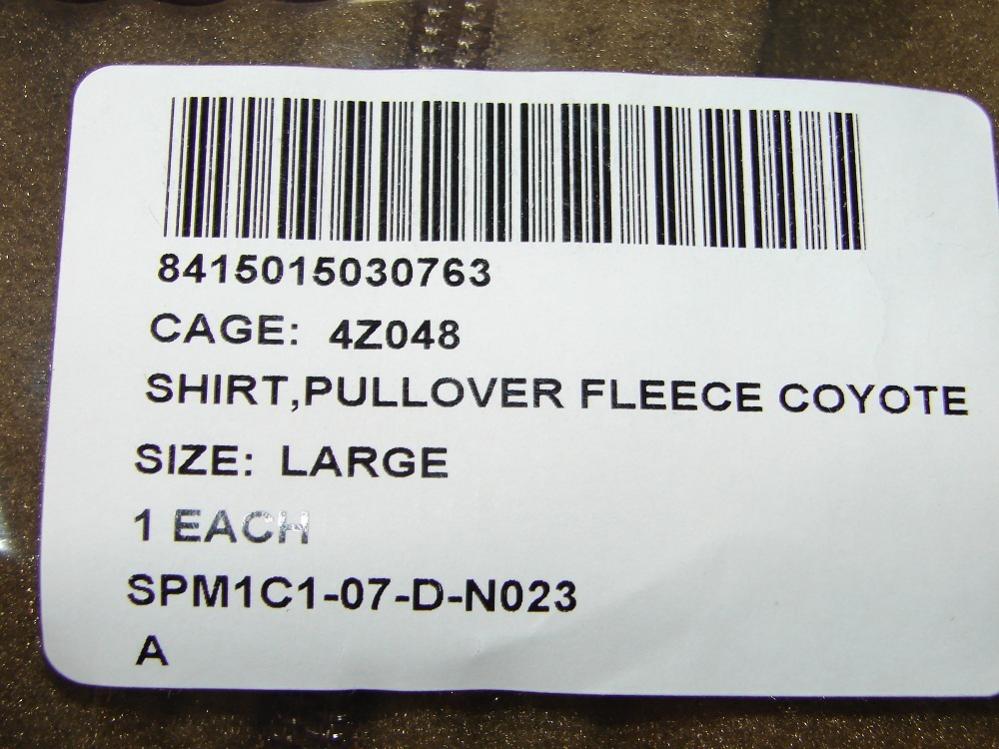 8415015030763
CAGE: 4Z048
SHIRT,PULLOVER FLEECE COYOTE
SIZE: LARGE
1 EACH
SPM1C1-07-D-N023
A